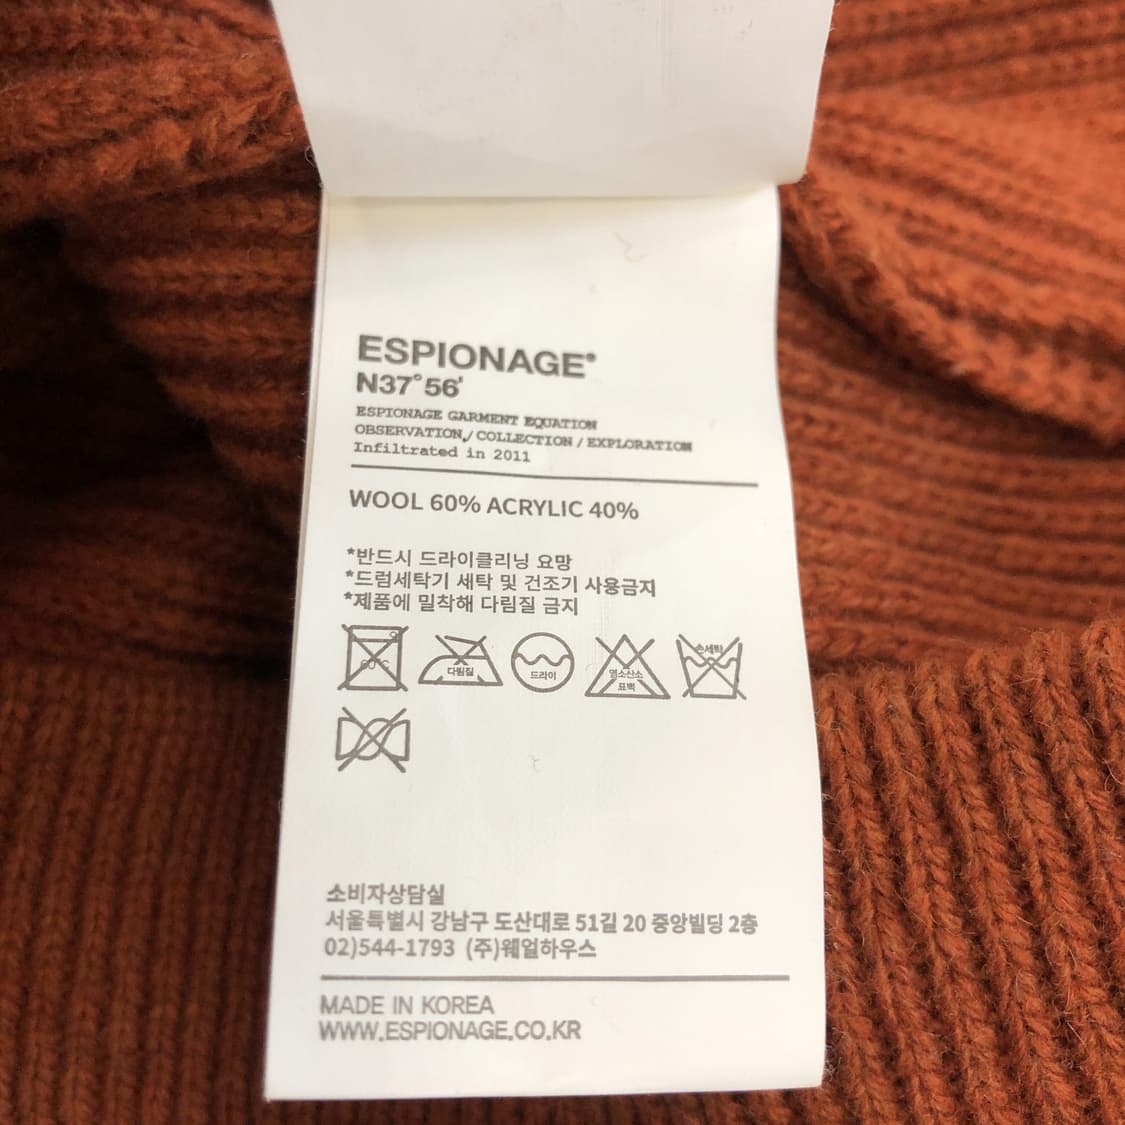 ESPIONAGE®
N37°56'
ESPIONAGE GARMENT EQUATION
OBSERVATION/COLLECTION/EXPLORATION
Infiltrated in 2011
WOOL 60% ACRYLIC 40%
*반드시 드라이클리닝 요망
*드럼세탁기 세탁 및 건조기 사용금지
*제품에 밀착해 다림질 금지
60°C 다림질 드라이 염소산소 표백 손세탁
소비자상담실
서울특별시 강남구 도산대로 51길 20 중앙빌딩 2층
02)544-1793 (주)웨얼하우스
MADE IN KOREA
WWW.ESPIONAGE.CO.KR